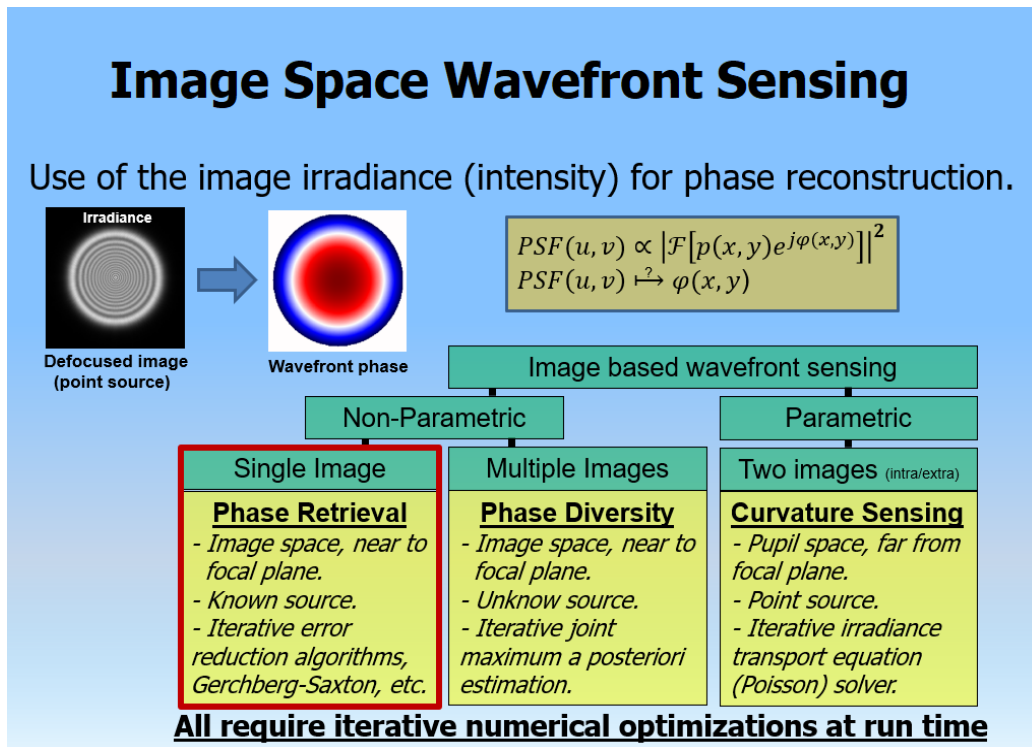 Image Space Wavefront Sensing
Use of the image irradiance (intensity) for phase reconstruction.
Irradiance
Defocused image
(point source)
Wavefront phase
PSF(u, v) ∝ |ℱ[p(x, y)e^{jφ(x,y)}]|²
PSF(u, v) ↦? φ(x, y)
Image based wavefront sensing
Non-Parametric
Parametric
Single Image
Phase Retrieval
- Image space, near to
focal plane.
- Known source.
- Iterative error
reduction algorithms,
Gerchberg-Saxton, etc.
Multiple Images
Phase Diversity
- Image space, near to
focal plane.
- Unknow source.
- Iterative joint
maximum a posteriori
estimation.
Two images (intra/extra)
Curvature Sensing
- Pupil space, far from
focal plane.
- Point source.
- Iterative irradiance
transport equation
(Poisson) solver.
All require iterative numerical optimizations at run time